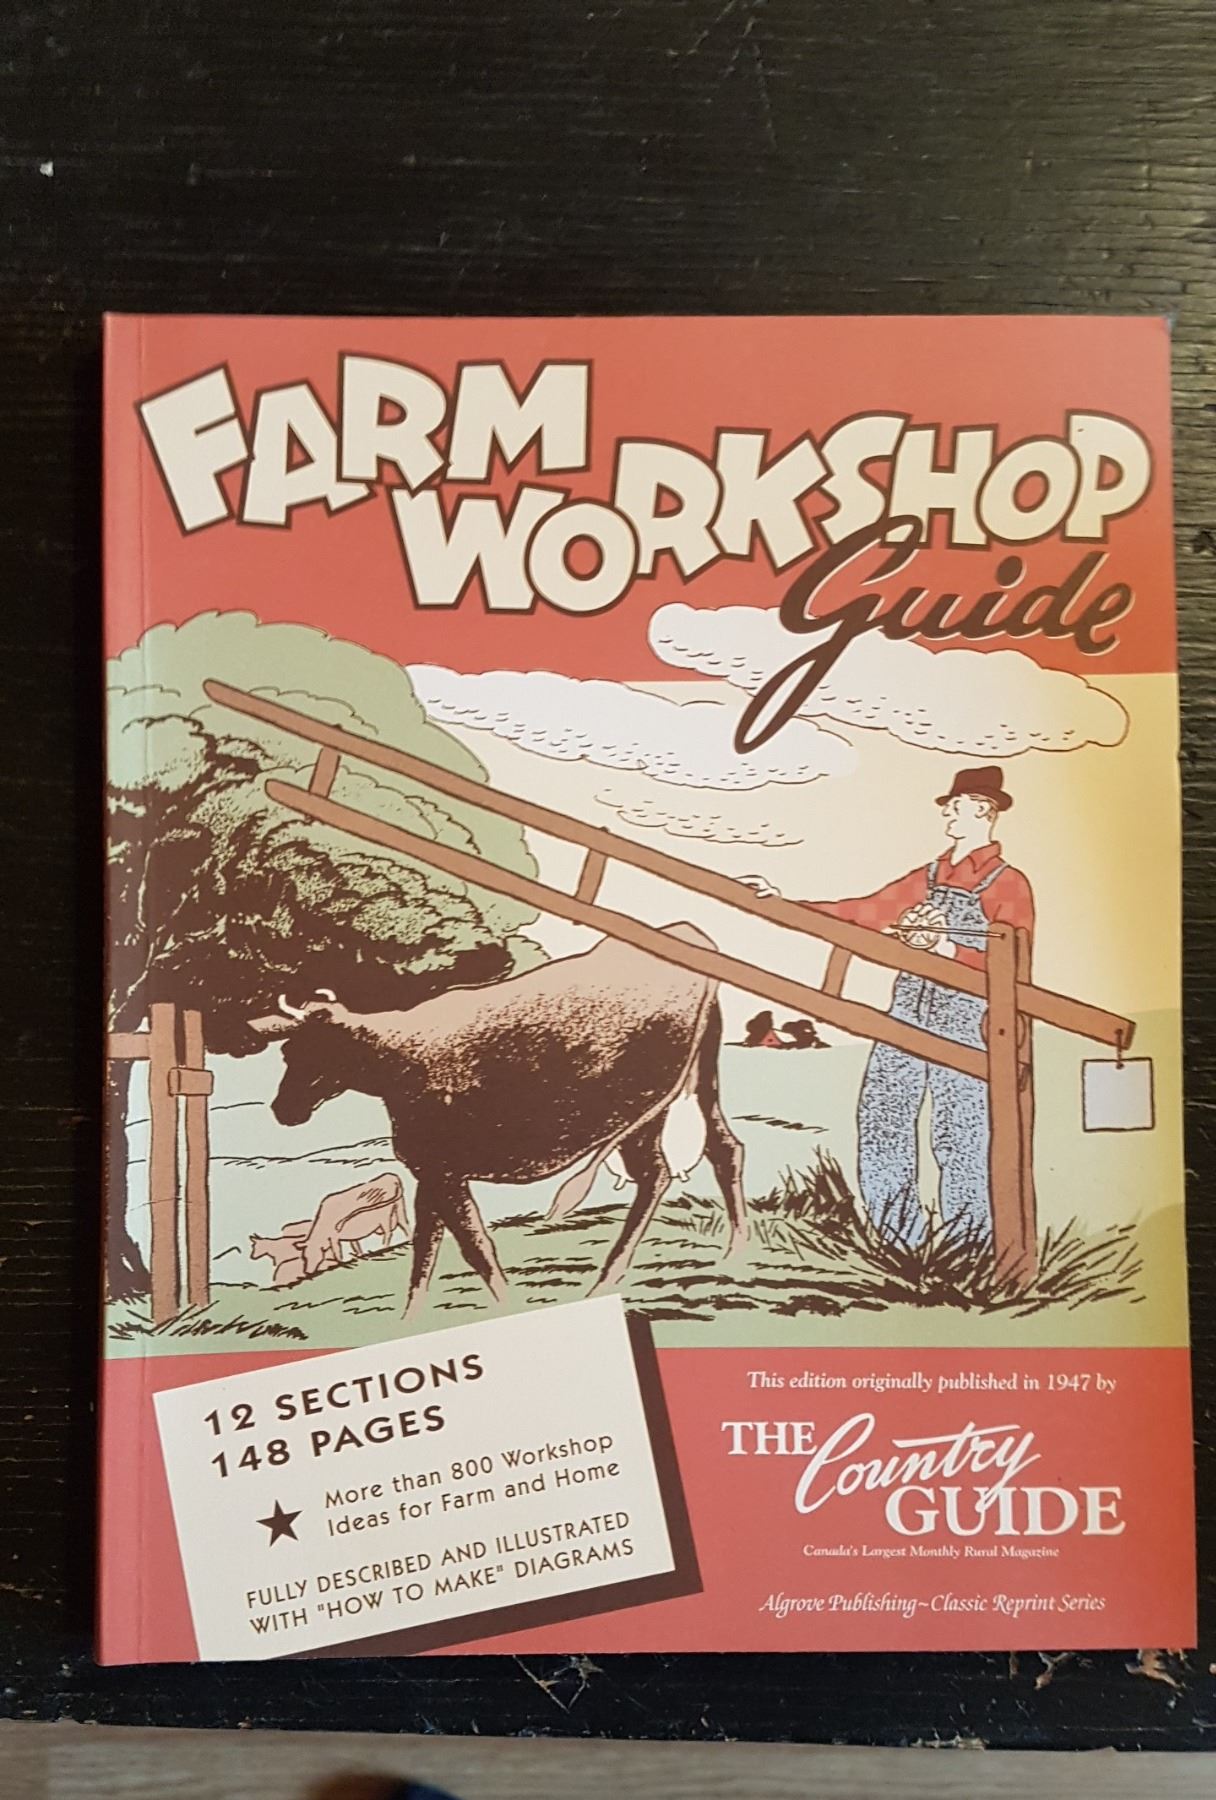 FARM
WORKSHOP
Guide
12 SECTIONS
148 PAGES
More than 800 Workshop
Ideas for Farm and Home
FULLY DESCRIBED AND ILLUSTRATED
WITH "HOW TO MAKE" DIAGRAMS
This edition originally published in 1947 by
THE Country
GUIDE
Canada's Largest Monthly Rural Magazine
Algrove Publishing~Classic Reprint Series